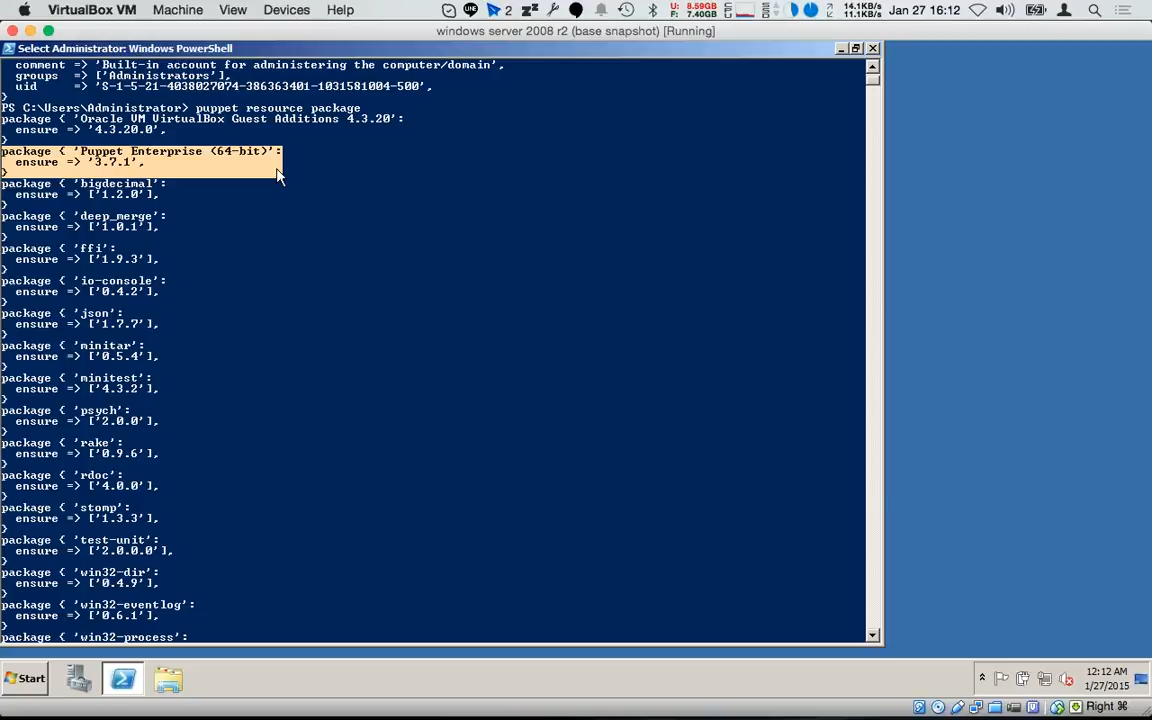 VirtualBox VM Machine View Devices Help 2 U: 8.59GB F: 7.40GB 14.1KB/s 11.1KB/s Jan 27 16:12
windows server 2008 r2 (base snapshot) [Running]
Select Administrator: Windows PowerShell
comment => 'Built-in account for administering the computer/domain',
groups => ['Administrators'],
uid => 'S-1-5-21-4038027074-386363401-1031581004-500',
}
PS C:\Users\Administrator> puppet resource package
package { 'Oracle VM VirtualBox Guest Additions 4.3.20':
ensure => '4.3.20.0',
}
package { 'Puppet Enterprise (64-bit)':
ensure => '3.7.1',
}
package { 'bigdecimal':
ensure => ['1.2.0'],
}
package { 'deep_merge':
ensure => ['1.0.1'],
}
package { 'ffi':
ensure => ['1.9.3'],
}
package { 'io-console':
ensure => ['0.4.2'],
}
package { 'json':
ensure => ['1.7.7'],
}
package { 'minitar':
ensure => ['0.5.4'],
}
package { 'minitest':
ensure => ['4.3.2'],
}
package { 'psych':
ensure => ['2.0.0'],
}
package { 'rake':
ensure => ['0.9.6'],
}
package { 'rdoc':
ensure => ['4.0.0'],
}
package { 'stomp':
ensure => ['1.3.3'],
}
package { 'test-unit':
ensure => ['2.0.0.0'],
}
package { 'win32-dir':
ensure => ['0.4.9'],
}
package { 'win32-eventlog':
ensure => ['0.6.1'],
}
package { 'win32-process':
Start
12:12 AM
1/27/2015
Right ⌘